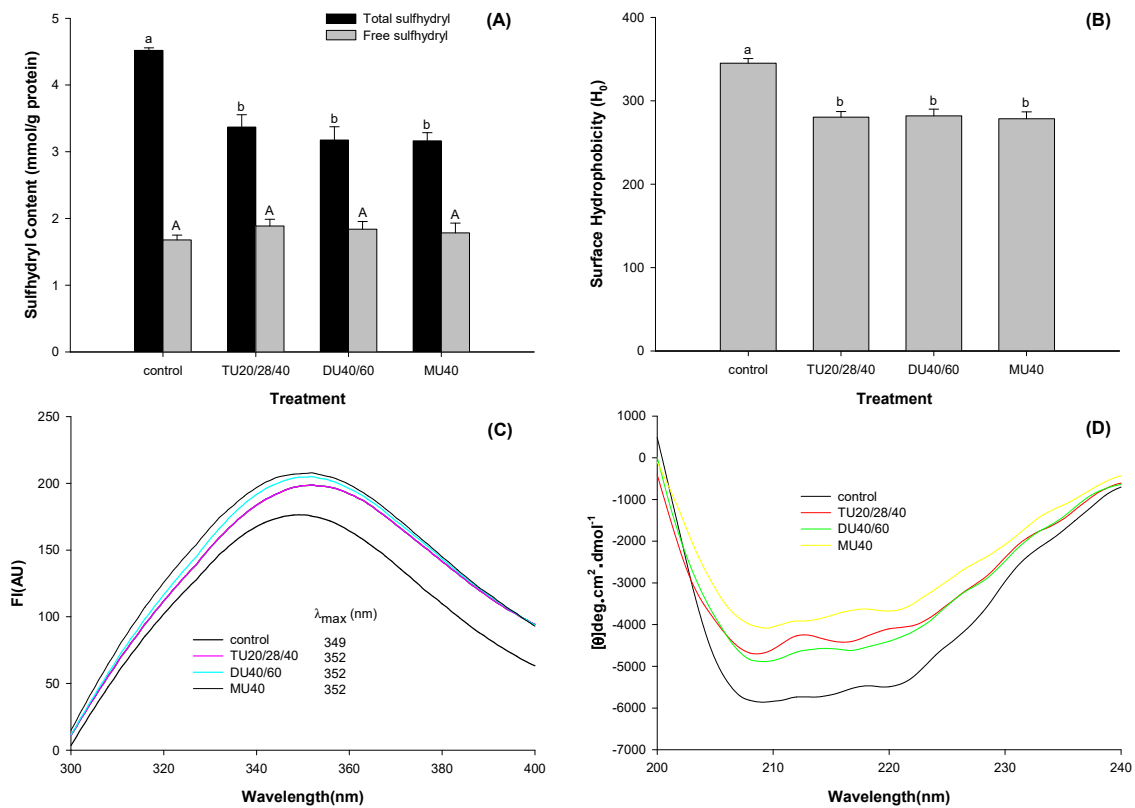 (A)
Total sulfhydryl
Free sulfhydryl
Sulfhydryl Content (mmol/g protein)
5
4
3
2
1
0
a
b
b
b
A
A
A
A
control
TU20/28/40
DU40/60
MU40
Treatment
(B)
Surface Hydrophobicity (H0)
400
300
200
100
0
a
b
b
b
control
TU20/28/40
DU40/60
MU40
Treatment
(C)
FI(AU)
250
200
150
100
50
0
λmax (nm)
control 349
TU20/28/40 352
DU40/60 352
MU40 352
300 320 340 360 380 400
Wavelength(nm)
(D)
[θ]deg.cm².dmol⁻¹
1000
0
-1000
-2000
-3000
-4000
-5000
-6000
-7000
control
TU20/28/40
DU40/60
MU40
200 210 220 230 240
Wavelength(nm)